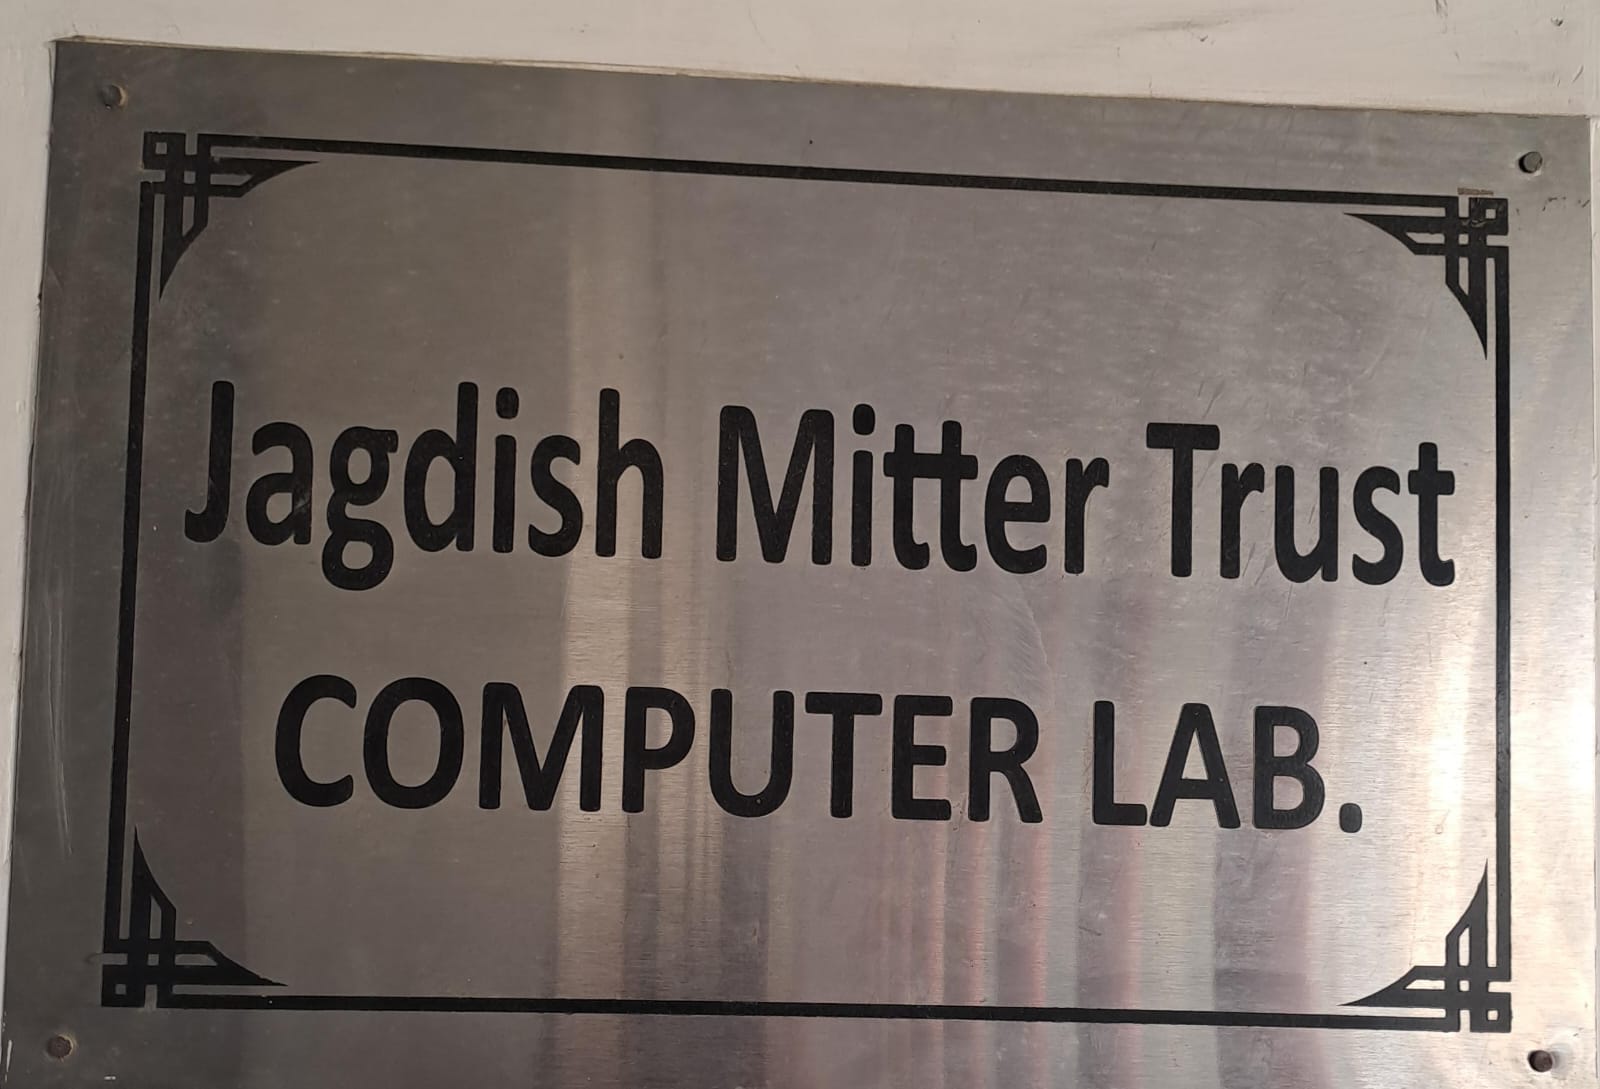 Jagdish Mitter Trust
COMPUTER LAB.